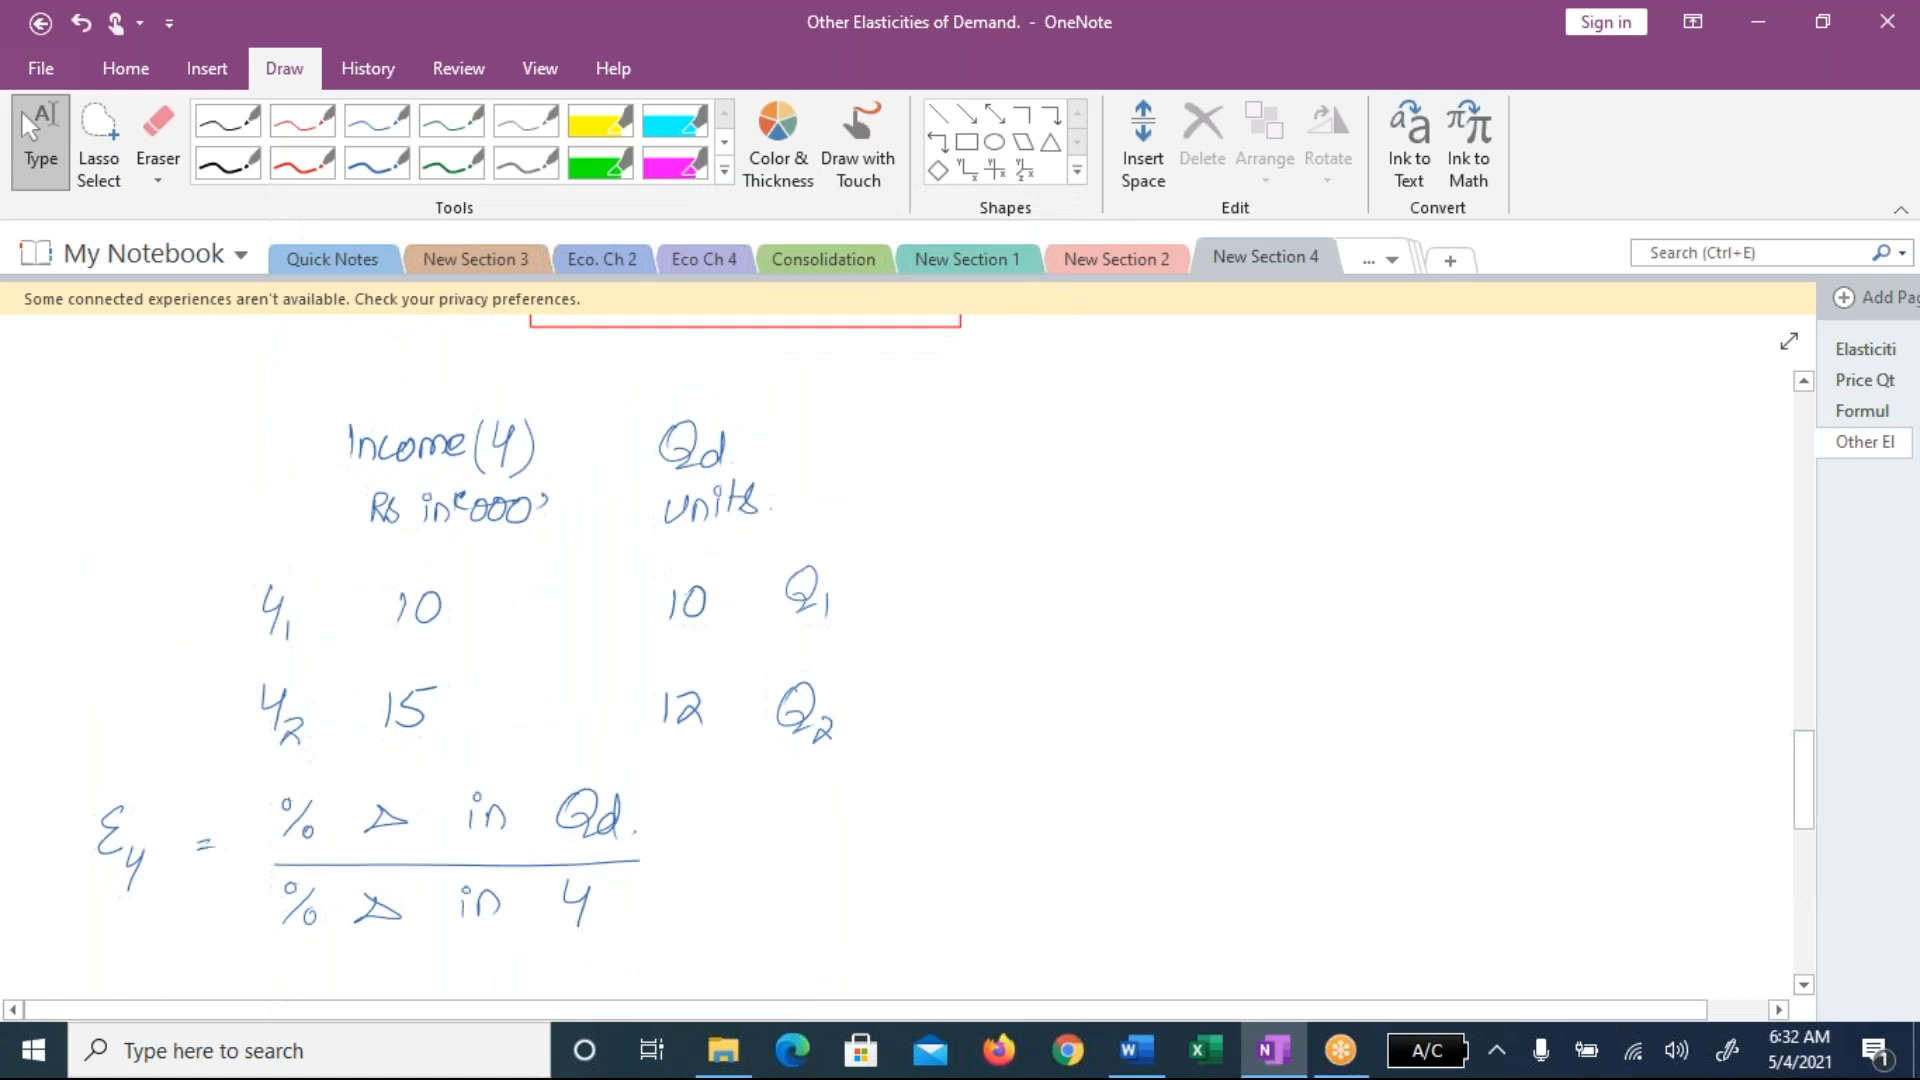 Other Elasticities of Demand. - OneNote
Sign in
File Home Insert Draw History Review View Help
Type
Lasso Select
Eraser
Color & Thickness
Draw with Touch
Insert Space
Delete
Arrange
Rotate
Ink to Text
Ink to Math
Tools Shapes Edit Convert
My Notebook
Quick Notes New Section 3 Eco. Ch 2 Eco Ch 4 Consolidation New Section 1 New Section 2 New Section 4 ... +
Search (Ctrl+E)
Some connected experiences aren't available. Check your privacy preferences.
Add Pag
Elasticiti
Price Qt
Formul
Other El
Income(Y) Qd.
Rs in '000' units.
Y1 10 10 Q1
Y2 15 12 Q2
Ey = % Δ in Qd.
% Δ in Y
Type here to search
A/C
6:32 AM
5/4/2021
1